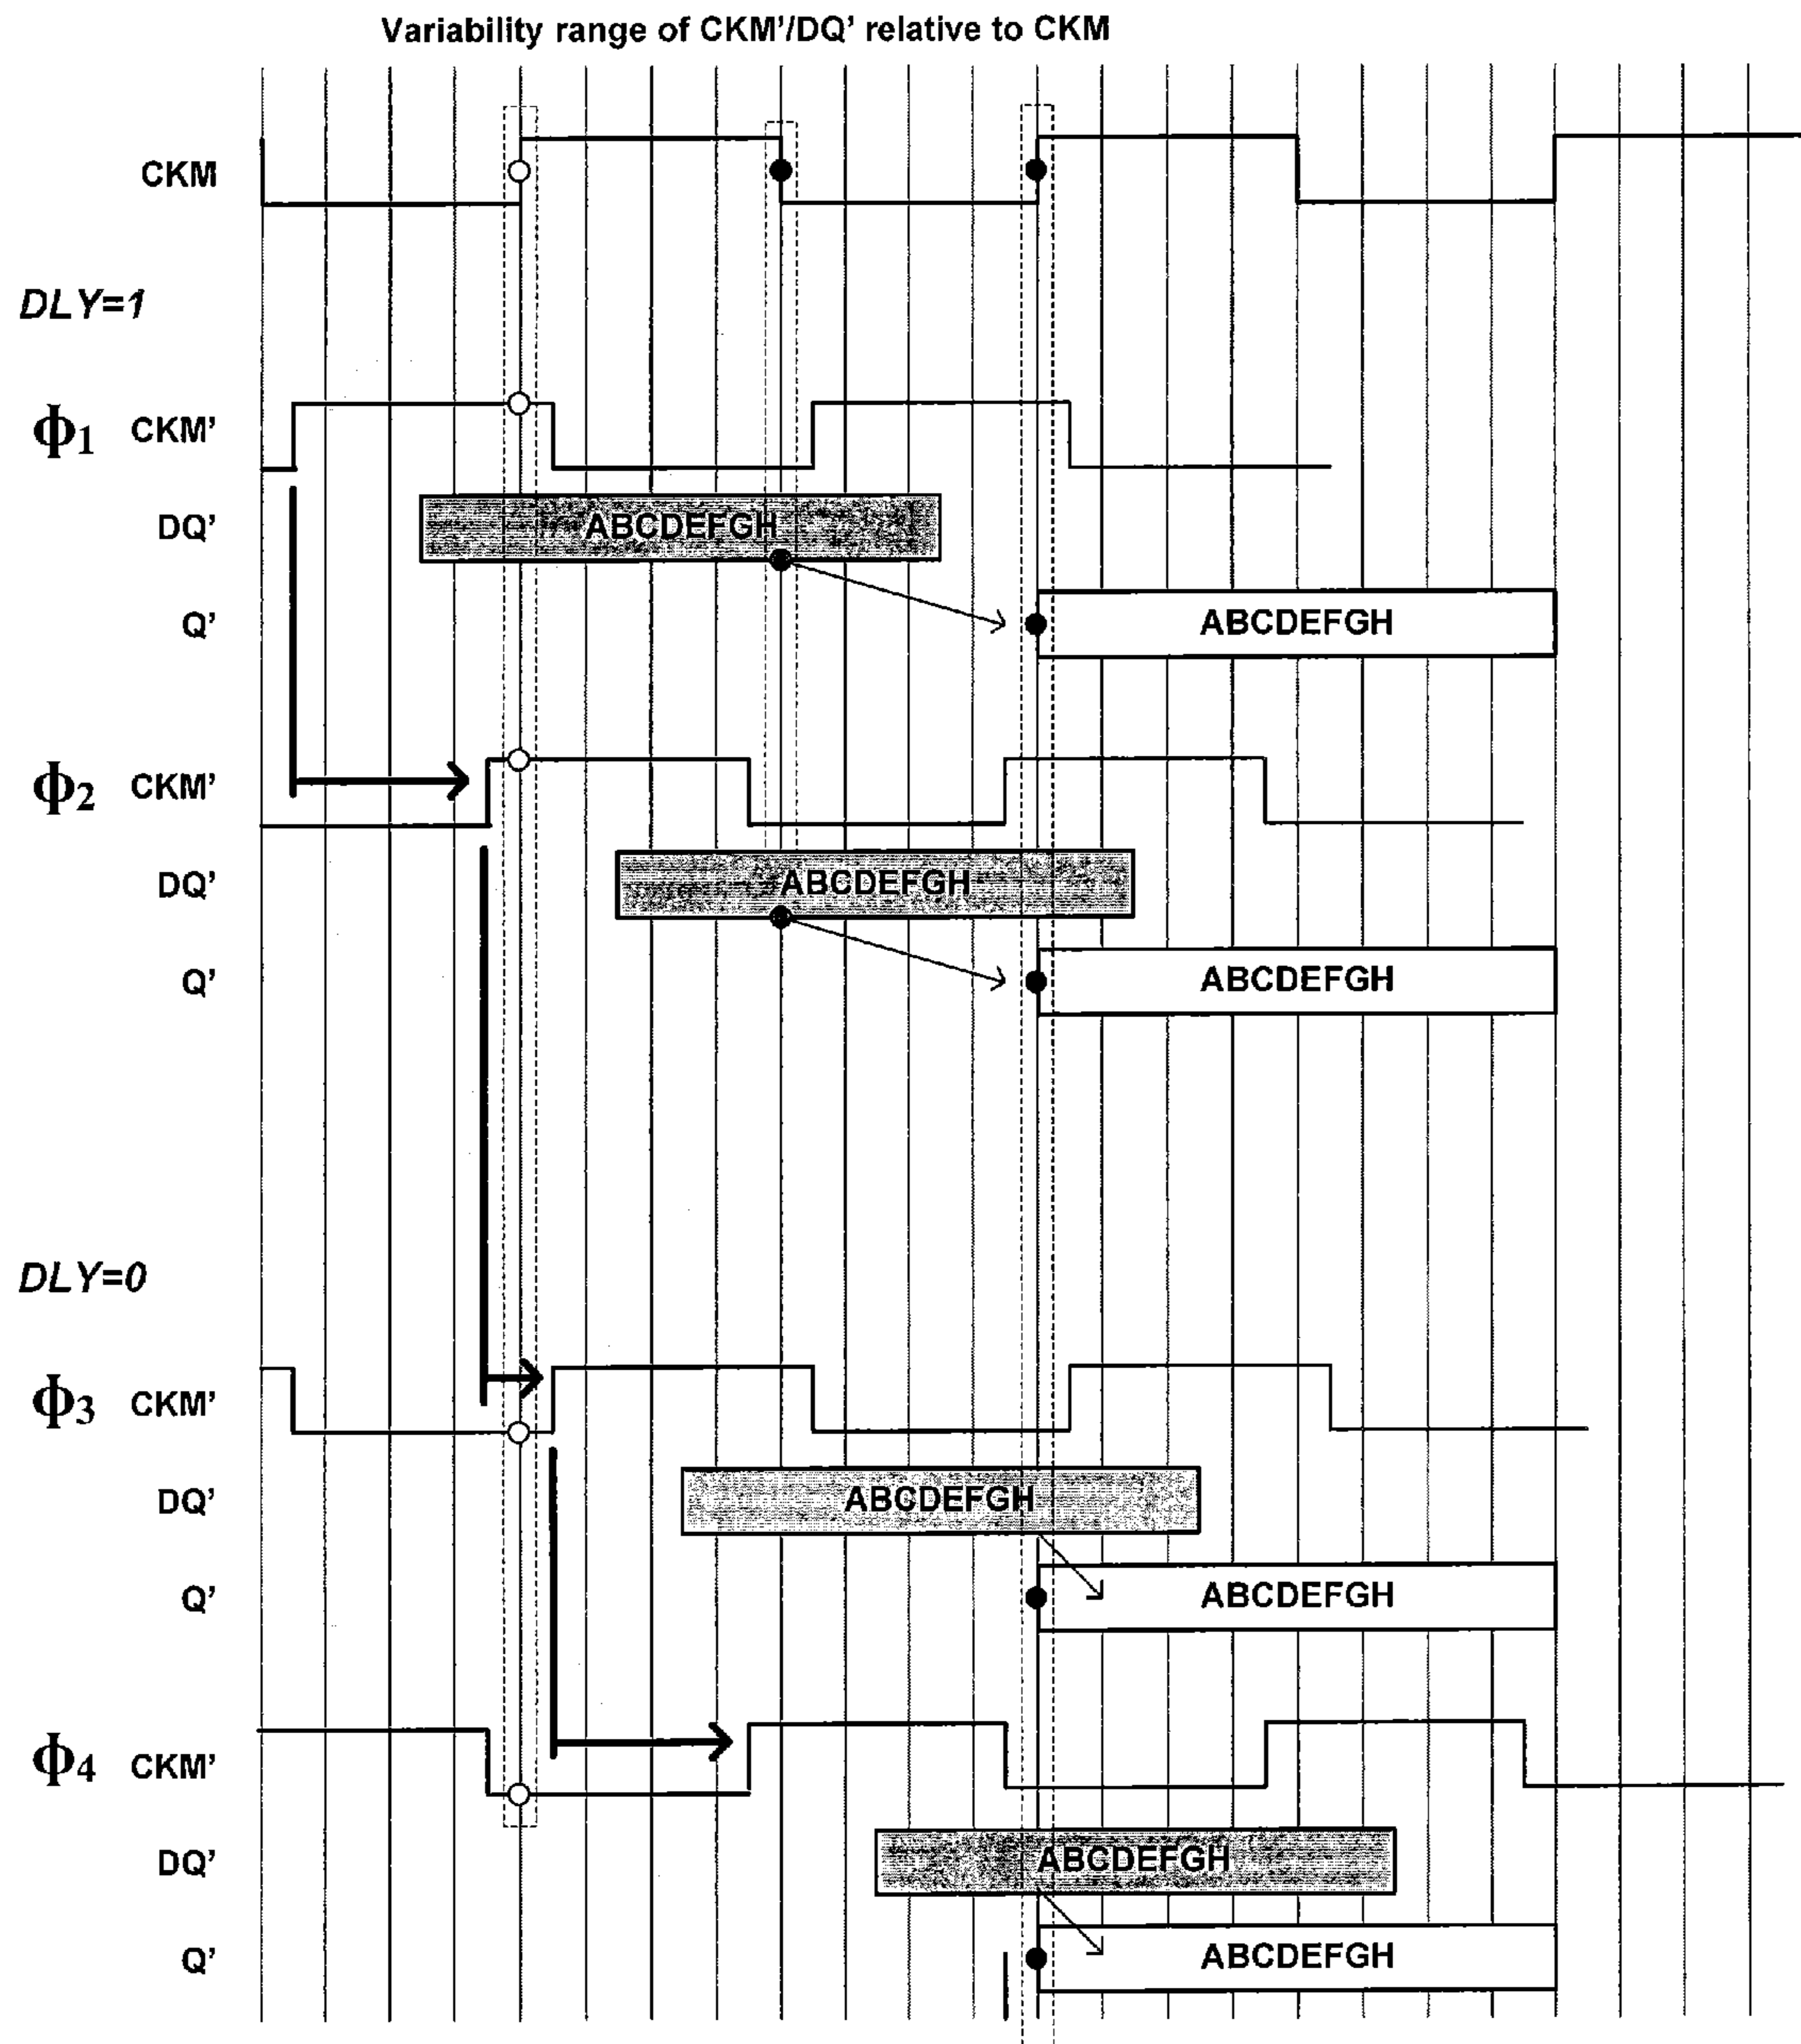 Variability range of CKM’/DQ’ relative to CKM
CKM
DLY=1
Φ1 CKM’
DQ’ ABCDEFGH
Q’ ABCDEFGH
Φ2 CKM’
DQ’ ABCDEFGH
Q’ ABCDEFGH
DLY=0
Φ3 CKM’
DQ’ ABCDEFGH
Q’ ABCDEFGH
Φ4 CKM’
DQ’ ABCDEFGH
Q’ ABCDEFGH